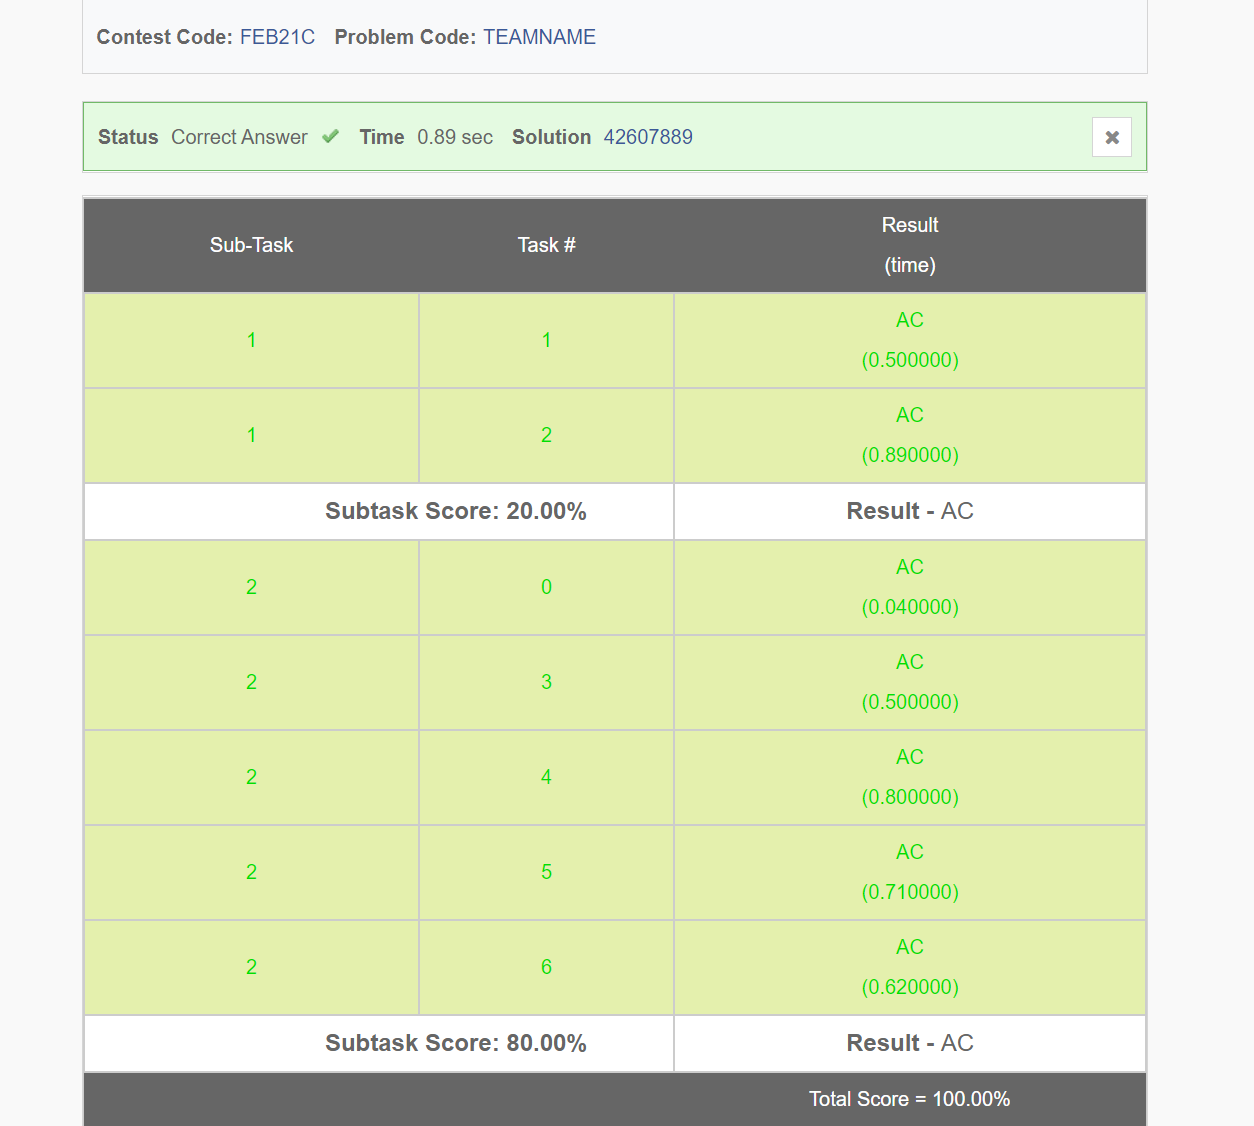 Contest Code: FEB21C Problem Code: TEAMNAME
Status Correct Answer Time 0.89 sec Solution 42607889
Sub-Task Task # Result
(time)
1 1 AC
(0.500000)
1 2 AC
(0.890000)
Subtask Score: 20.00% Result - AC
2 0 AC
(0.040000)
2 3 AC
(0.500000)
2 4 AC
(0.800000)
2 5 AC
(0.710000)
2 6 AC
(0.620000)
Subtask Score: 80.00% Result - AC
Total Score = 100.00%